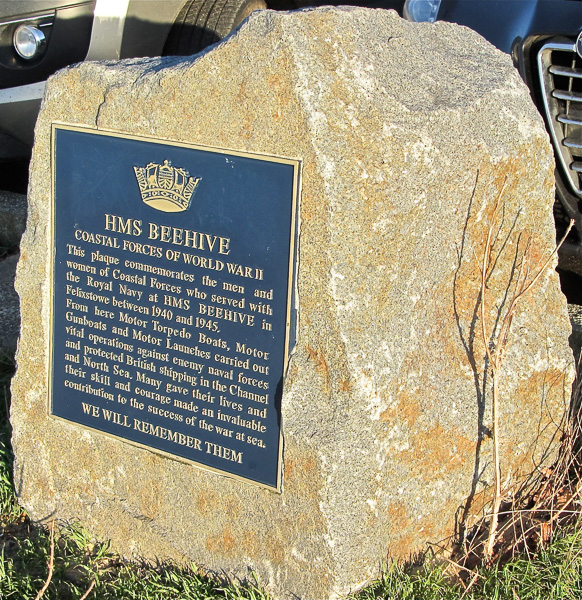 HMS BEEHIVE
COASTAL FORCES OF WORLD WAR II
This plaque commemorates the men and
women of Coastal Forces who served with
the Royal Navy at HMS BEEHIVE in
Felixstowe between 1940 and 1945.
From here Motor Torpedo Boats, Motor
Gunboats and Motor Launches carried out
vital operations against enemy naval forces
and protected British shipping in the Channel
and North Sea. Many gave their lives and
their skill and courage made an invaluable
contribution to the success of the war at sea.
WE WILL REMEMBER THEM